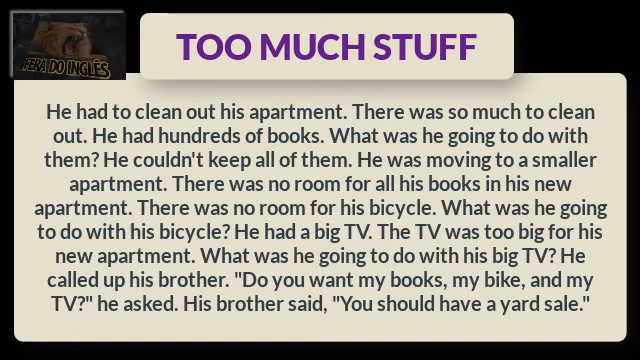 FERA DO INGLÊS
TOO MUCH STUFF
He had to clean out his apartment. There was so much to clean
out. He had hundreds of books. What was he going to do with
them? He couldn't keep all of them. He was moving to a smaller
apartment. There was no room for all his books in his new
apartment. There was no room for his bicycle. What was he going
to do with his bicycle? He had a big TV. The TV was too big for his
new apartment. What was he going to do with his big TV? He
called up his brother. "Do you want my books, my bike, and my
TV?" he asked. His brother said, "You should have a yard sale."